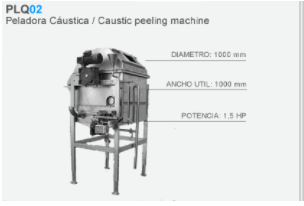 PLQ02
Peladora Cáustica / Caustic peeling machine
DIAMETRO: 1000 mm
ANCHO UTIL: 1000 mm
POTENCIA: 1,5 HP